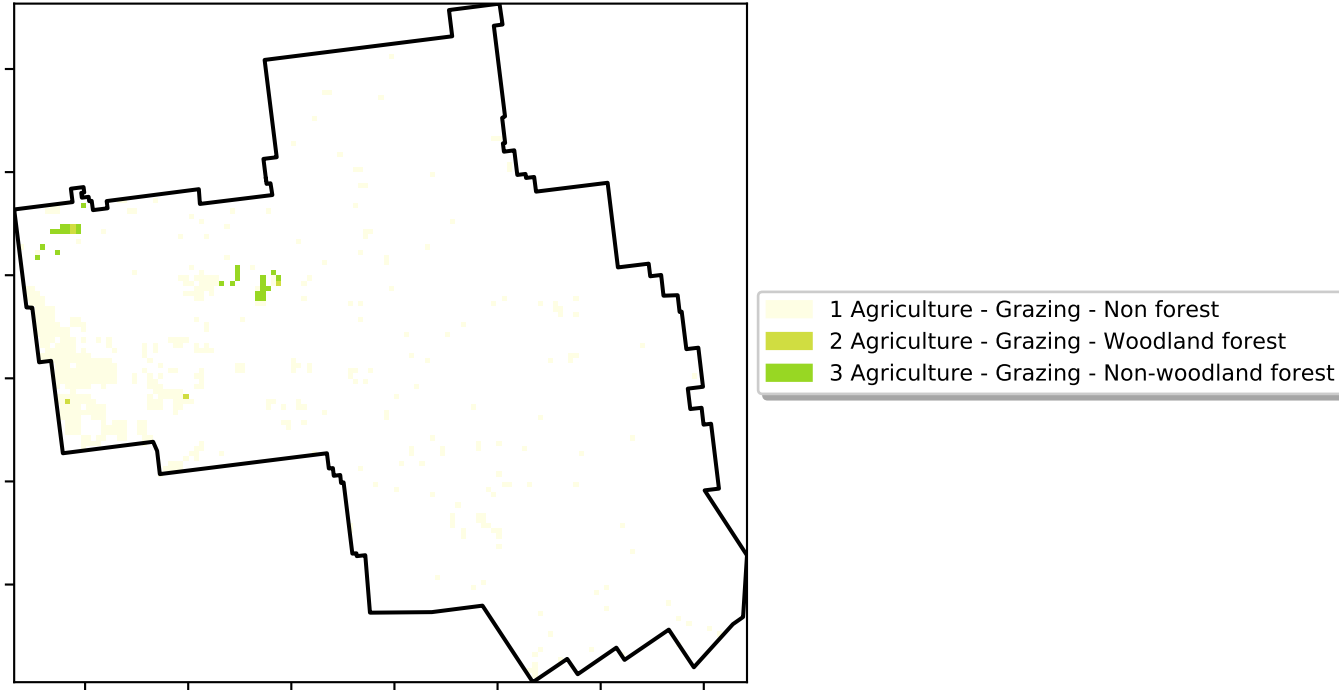 1 Agriculture - Grazing - Non forest
2 Agriculture - Grazing - Woodland forest
3 Agriculture - Grazing - Non-woodland forest